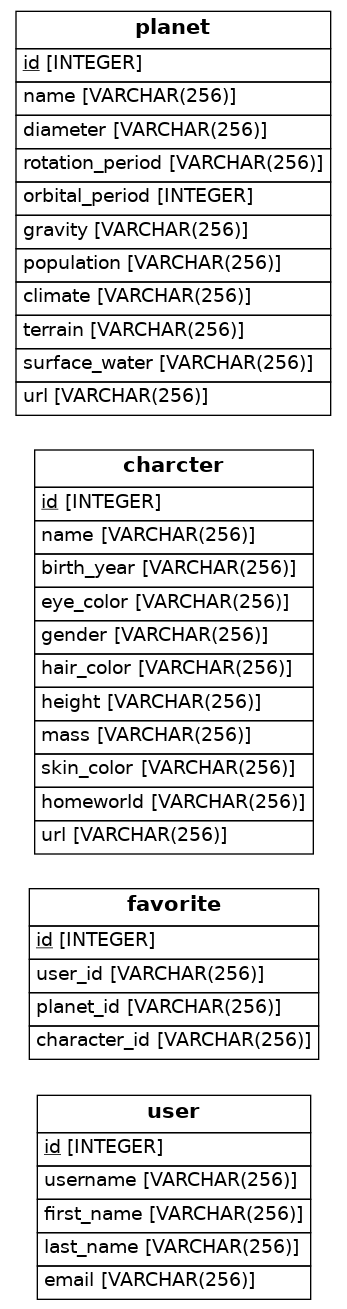 planet
id [INTEGER]
name [VARCHAR(256)]
diameter [VARCHAR(256)]
rotation_period [VARCHAR(256)]
orbital_period [INTEGER]
gravity [VARCHAR(256)]
population [VARCHAR(256)]
climate [VARCHAR(256)]
terrain [VARCHAR(256)]
surface_water [VARCHAR(256)]
url [VARCHAR(256)]
charcter
id [INTEGER]
name [VARCHAR(256)]
birth_year [VARCHAR(256)]
eye_color [VARCHAR(256)]
gender [VARCHAR(256)]
hair_color [VARCHAR(256)]
height [VARCHAR(256)]
mass [VARCHAR(256)]
skin_color [VARCHAR(256)]
homeworld [VARCHAR(256)]
url [VARCHAR(256)]
favorite
id [INTEGER]
user_id [VARCHAR(256)]
planet_id [VARCHAR(256)]
character_id [VARCHAR(256)]
user
id [INTEGER]
username [VARCHAR(256)]
first_name [VARCHAR(256)]
last_name [VARCHAR(256)]
email [VARCHAR(256)]